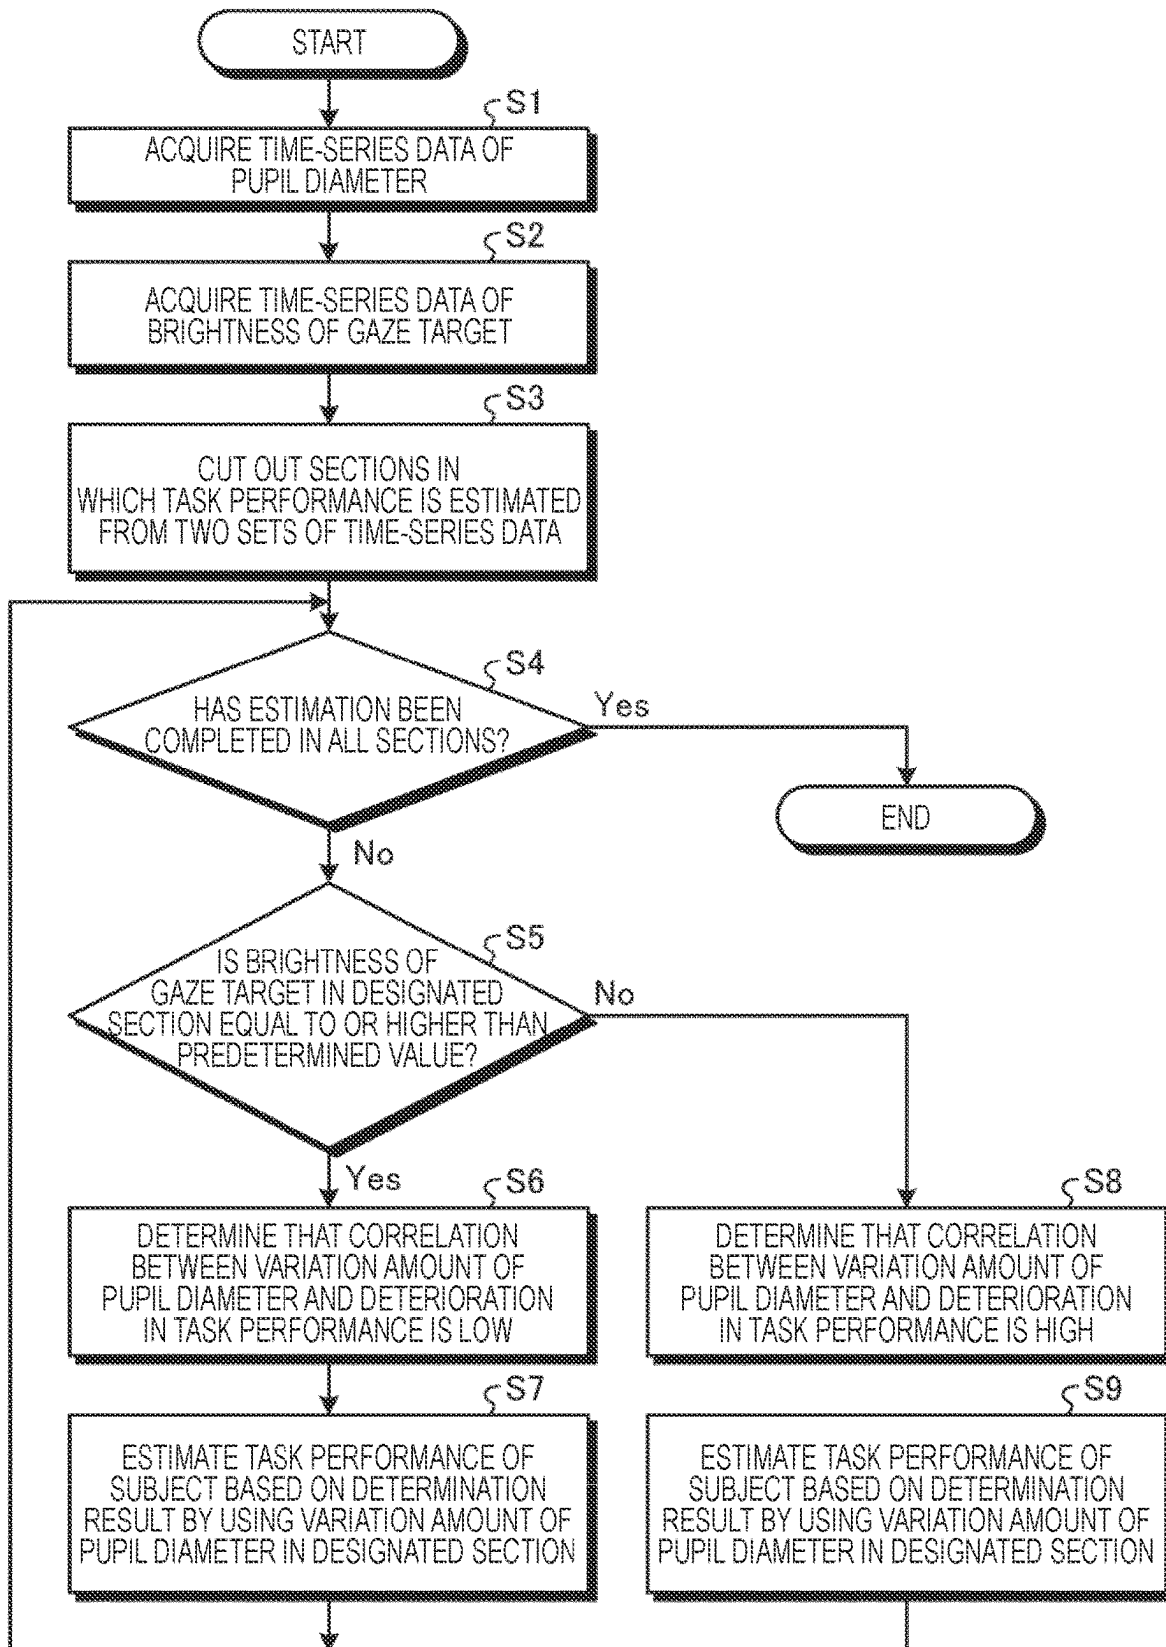 START
S1
ACQUIRE TIME-SERIES DATA OF
PUPIL DIAMETER
S2
ACQUIRE TIME-SERIES DATA OF
BRIGHTNESS OF GAZE TARGET
S3
CUT OUT SECTIONS IN
WHICH TASK PERFORMANCE IS ESTIMATED
FROM TWO SETS OF TIME-SERIES DATA
S4
HAS ESTIMATION BEEN
COMPLETED IN ALL SECTIONS?
Yes
END
No
S5
IS BRIGHTNESS OF
GAZE TARGET IN DESIGNATED
SECTION EQUAL TO OR HIGHER THAN
PREDETERMINED VALUE?
No
Yes
S6
DETERMINE THAT CORRELATION
BETWEEN VARIATION AMOUNT OF
PUPIL DIAMETER AND DETERIORATION
IN TASK PERFORMANCE IS LOW
S8
DETERMINE THAT CORRELATION
BETWEEN VARIATION AMOUNT OF
PUPIL DIAMETER AND DETERIORATION
IN TASK PERFORMANCE IS HIGH
S7
ESTIMATE TASK PERFORMANCE OF
SUBJECT BASED ON DETERMINATION
RESULT BY USING VARIATION AMOUNT OF
PUPIL DIAMETER IN DESIGNATED SECTION
S9
ESTIMATE TASK PERFORMANCE OF
SUBJECT BASED ON DETERMINATION
RESULT BY USING VARIATION AMOUNT OF
PUPIL DIAMETER IN DESIGNATED SECTION